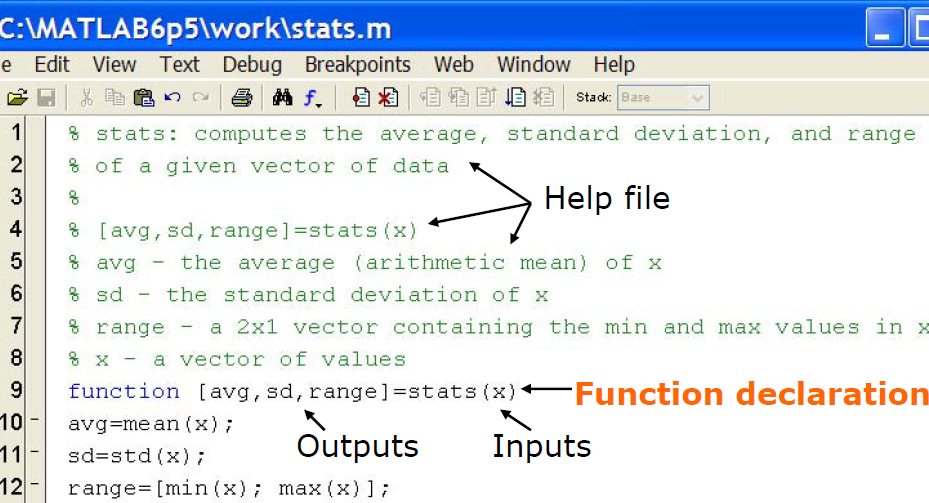 C:\MATLAB6p5\work\stats.m
e Edit View Text Debug Breakpoints Web Window Help
Stack: Base
1 % stats: computes the average, standard deviation, and range
2 % of a given vector of data
Help file
3 %
4 % [avg,sd,range]=stats(x)
5 % avg - the average (arithmetic mean) of x
6 % sd - the standard deviation of x
7 % range - a 2x1 vector containing the min and max values in x
8 % x - a vector of values
9 function [avg,sd,range]=stats(x) Function declaration
10 - avg=mean(x);
Outputs Inputs
11 - sd=std(x);
12 - range=[min(x); max(x)];